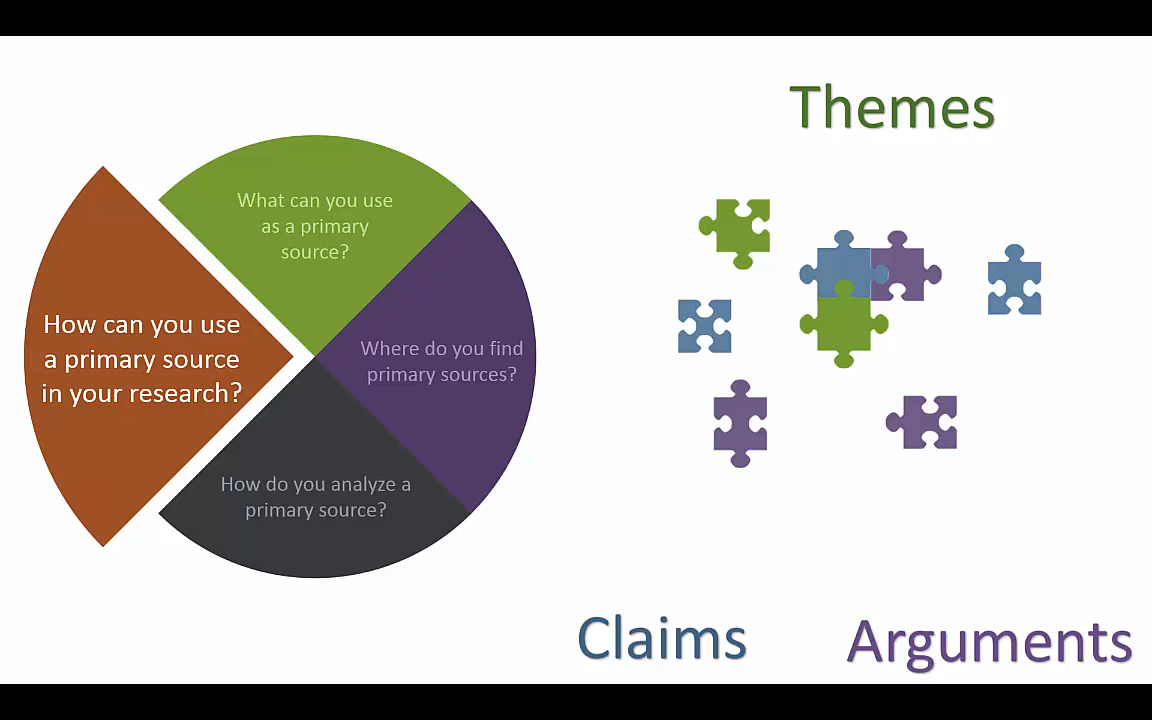 Themes
What can you use
as a primary
source?
How can you use
a primary source
in your research?
Where do you find
primary sources?
How do you analyze a
primary source?
Claims
Arguments